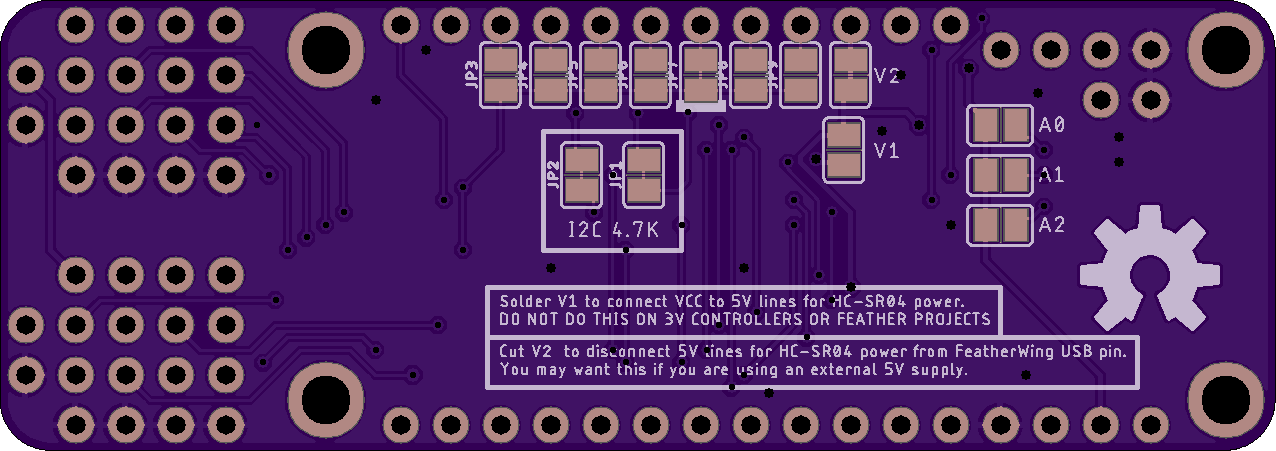 JP3
JP4
JP5
JP6
JP7
JP8
JP9
V2
V1
A0
A1
A2
JP2
JP1
I2C 4.7K
Solder V1 to connect VCC to 5V lines for HC-SR04 power.
DO NOT DO THIS ON 3V CONTROLLERS OR FEATHER PROJECTS
Cut V2 to disconnect 5V lines for HC-SR04 power from FeatherWing USB pin.
You may want this if you are using an external 5V supply.